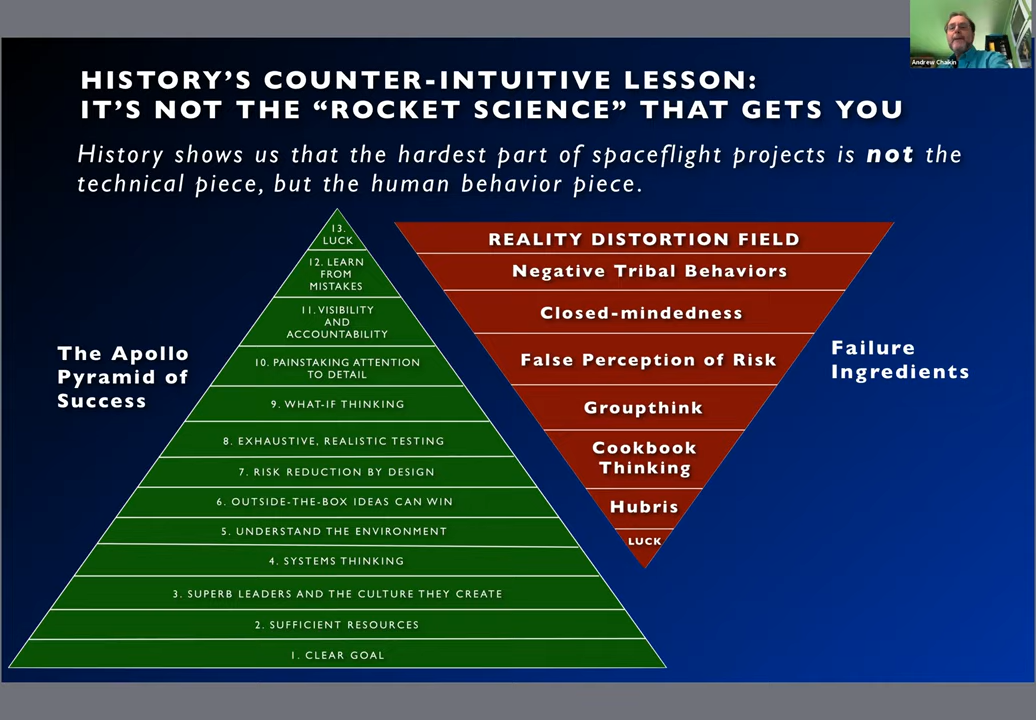 Andrew Chaikin
HISTORY'S COUNTER-INTUITIVE LESSON:
IT'S NOT THE “ROCKET SCIENCE” THAT GETS YOU
History shows us that the hardest part of spaceflight projects is not the
technical piece, but the human behavior piece.
The Apollo
Pyramid of
Success
13.
LUCK
12. LEARN
FROM
MISTAKES
11. VISIBILITY
AND
ACCOUNTABILITY
10. PAINSTAKING ATTENTION
TO DETAIL
9. WHAT-IF THINKING
8. EXHAUSTIVE, REALISTIC TESTING
7. RISK REDUCTION BY DESIGN
6. OUTSIDE-THE-BOX IDEAS CAN WIN
5. UNDERSTAND THE ENVIRONMENT
4. SYSTEMS THINKING
3. SUPERB LEADERS AND THE CULTURE THEY CREATE
2. SUFFICIENT RESOURCES
1. CLEAR GOAL
REALITY DISTORTION FIELD
Negative Tribal Behaviors
Closed-mindedness
False Perception of Risk
Groupthink
Cookbook
Thinking
Hubris
LUCK
Failure
Ingredients